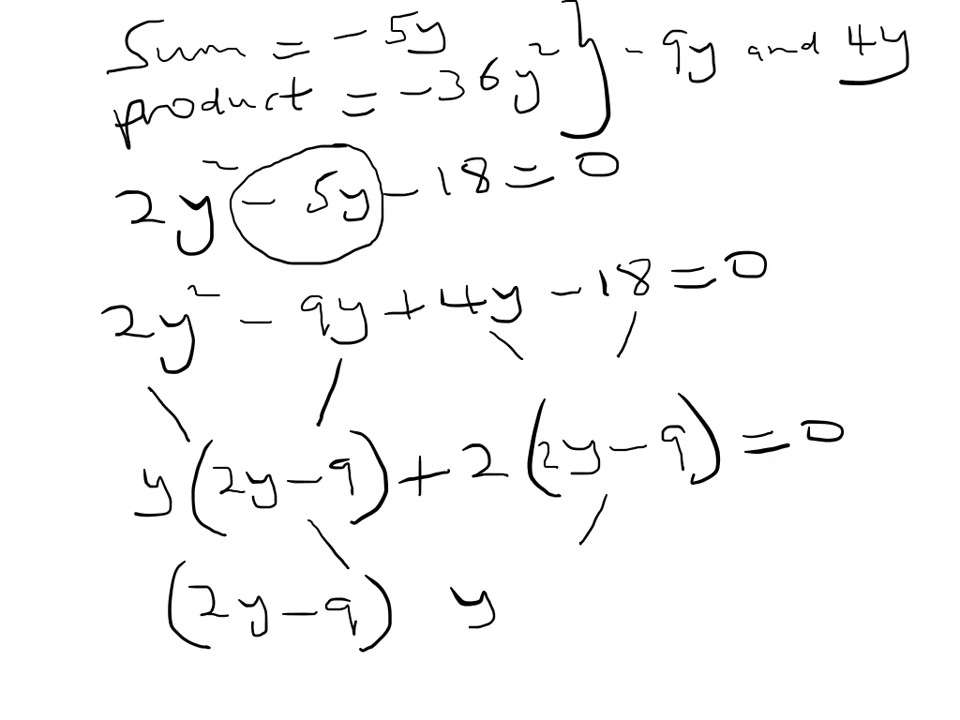 Sum = - 5y } - 9y and 4y
product = - 36y²
2y² - 5y - 18 = 0
2y² - 9y + 4y - 18 = 0
y(2y - 9) + 2(2y - 9) = 0
(2y - 9) y